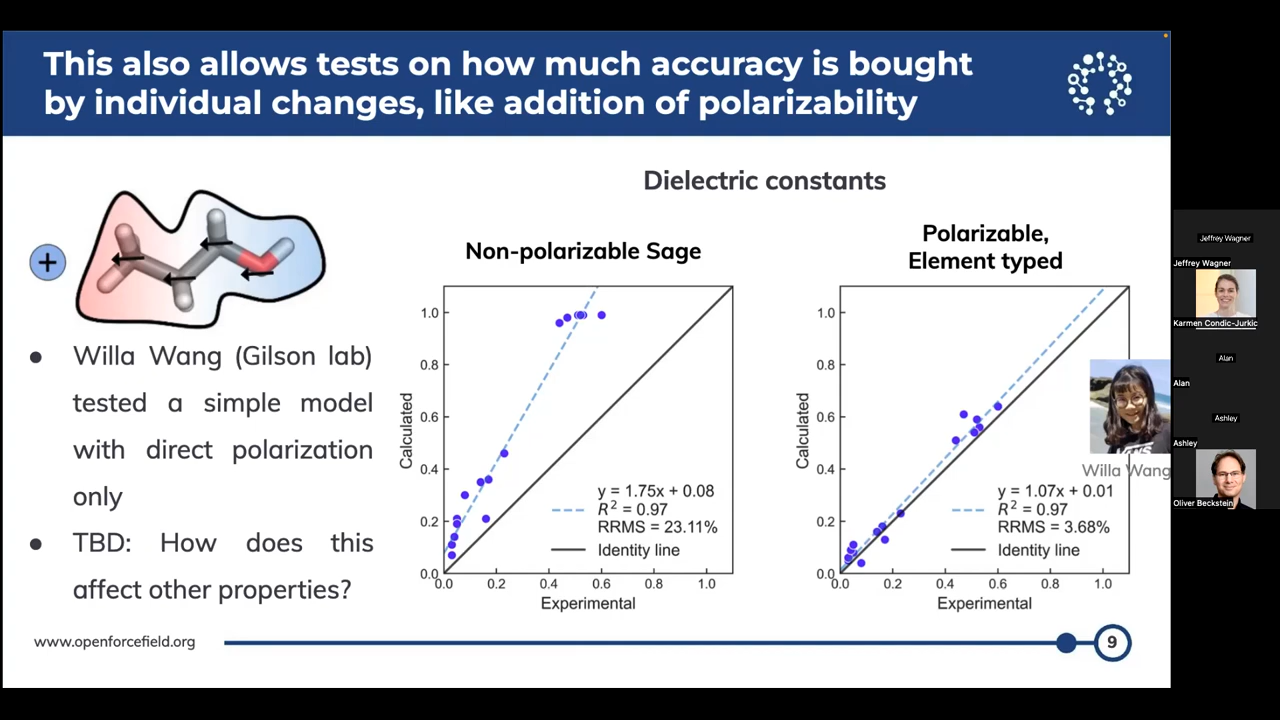 This also allows tests on how much accuracy is bought
by individual changes, like addition of polarizability
Dielectric constants
+
Willa Wang (Gilson lab)
tested a simple model
with direct polarization
only
TBD: How does this
affect other properties?
Non-polarizable Sage
Calculated
1.0
0.8
0.6
0.4
0.2
0.0
0.0 0.2 0.4 0.6 0.8 1.0
Experimental
y = 1.75x + 0.08
R² = 0.97
RRMS = 23.11%
Identity line
Polarizable,
Element typed
Calculated
1.0
0.8
0.6
0.4
0.2
0.0
0.0 0.2 0.4 0.6 0.8 1.0
Experimental
y = 1.07x + 0.01
R² = 0.97
RRMS = 3.68%
Identity line
VANS
Willa Wang
www.openforcefield.org
9
Jeffrey Wagner
Jeffrey Wagner
Karmen Condic-Jurkic
Alan
Alan
Ashley
Ashley
Oliver Beckstein